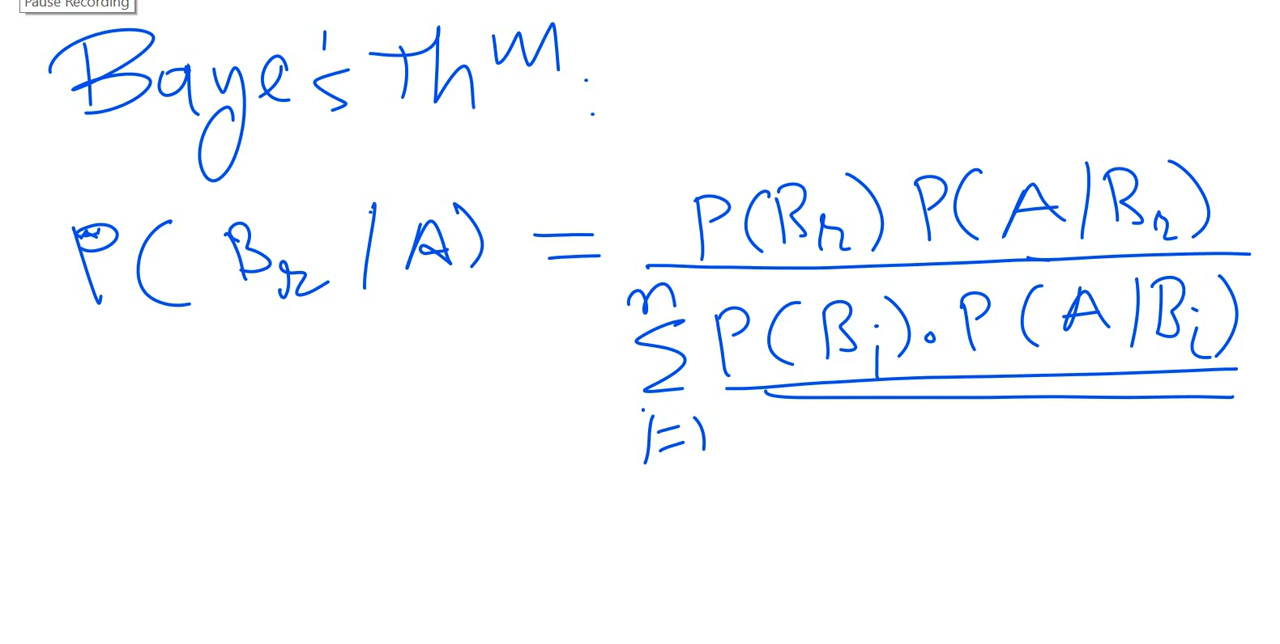 Pause Recording
Baye's Thm:
P(Br/A) = P(Br) P(A/Br)
n
∑ P(Bi).P(A/Bi)
i=1